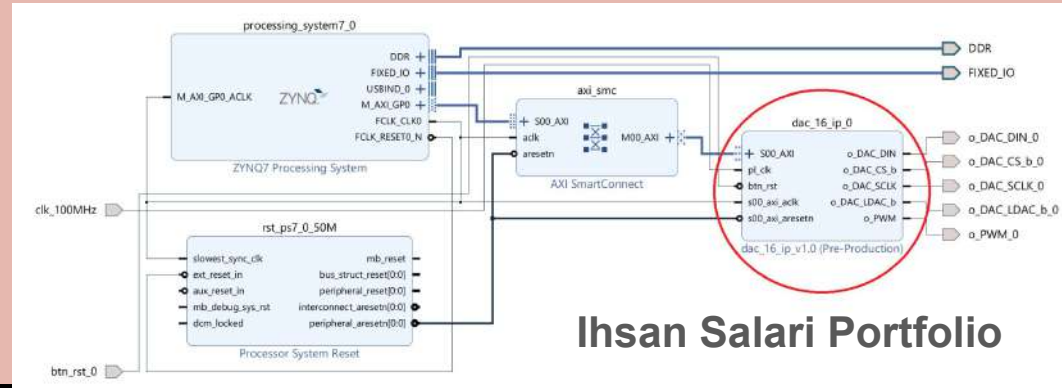 processing_system7_0
DDR
FIXED_IO
USBIND_0
M_AXI_GP0
FCLK_CLK0
FCLK_RESET0_N
M_AXI_GP0_ACLK
ZYNQ
ZYNQ7 Processing System
axi_smc
S00_AXI
aclk
aresetn
M00_AXI
AXI SmartConnect
dac_16_ip_0
S00_AXI
pl_clk
btn_rst
s00_axi_aclk
s00_axi_aresetn
o_DAC_DIN
o_DAC_CS_b
o_DAC_SCLK
o_DAC_LDAC_b
o_PWM
dac_16_ip_v1.0 (Pre-Production)
DDR
FIXED_IO
o_DAC_DIN_0
o_DAC_CS_b_0
o_DAC_SCLK_0
o_DAC_LDAC_b_0
o_PWM_0
clk_100MHz
rst_ps7_0_50M
slowest_sync_clk
ext_reset_in
aux_reset_in
mb_debug_sys_rst
dcm_locked
mb_reset
bus_struct_reset[0:0]
peripheral_reset[0:0]
interconnect_aresetn[0:0]
peripheral_aresetn[0:0]
Processor System Reset
btn_rst_0
Ihsan Salari Portfolio